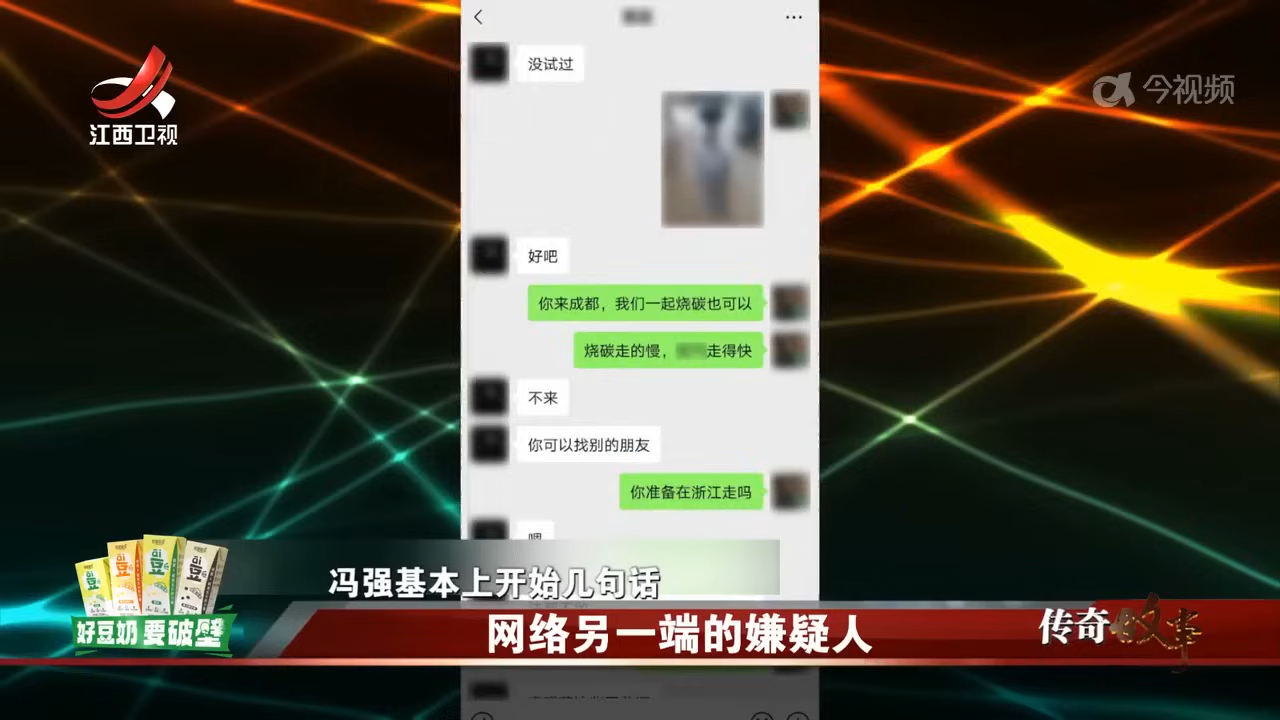 江西卫视
今视频
没试过
好吧
你来成都，我们一起烧碳也可以
烧碳走的慢，走得快
不来
你可以找别的朋友
你准备在浙江走吗
嗯
冯强基本上开始几句话
网络另一端的嫌疑人
传奇故事
好豆奶 要破壁